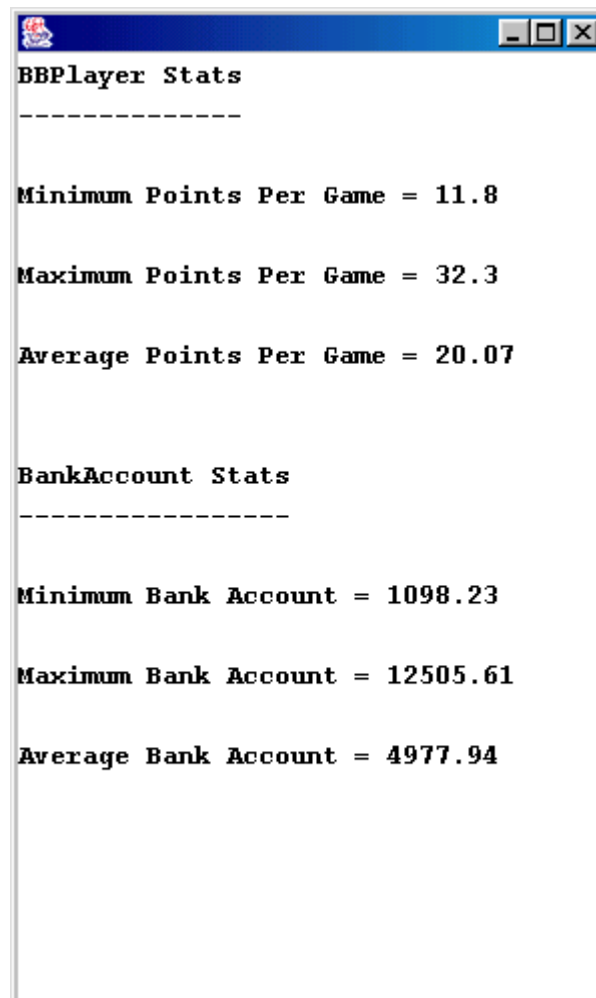 BBPlayer Stats
--------------
Minimum Points Per Game = 11.8
Maximum Points Per Game = 32.3
Average Points Per Game = 20.07
BankAccount Stats
-----------------
Minimum Bank Account = 1098.23
Maximum Bank Account = 12505.61
Average Bank Account = 4977.94